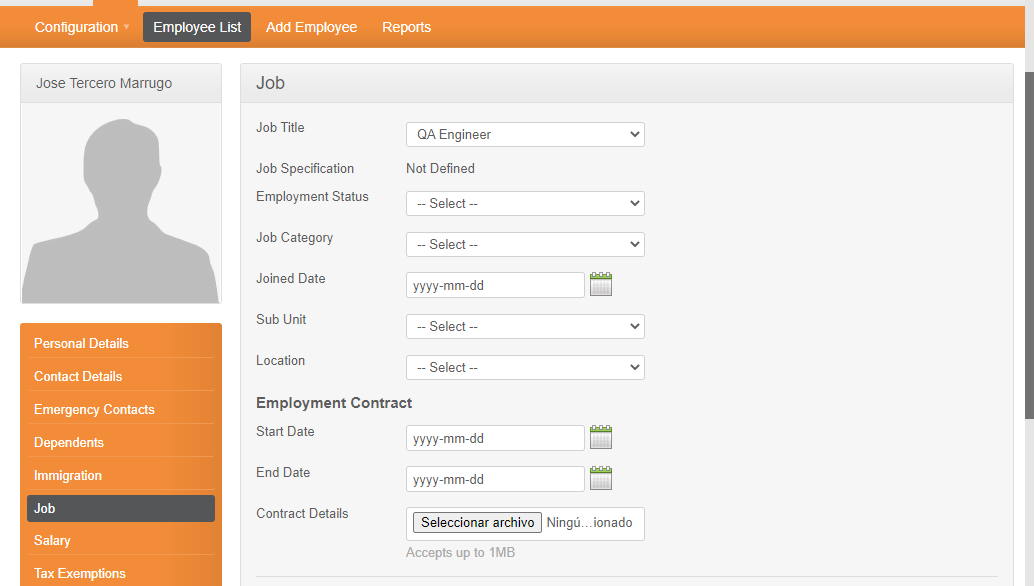 Configuration Employee List Add Employee Reports
Jose Tercero Marrugo
Personal Details
Contact Details
Emergency Contacts
Dependents
Immigration
Job
Salary
Tax Exemptions
Job
Job Title QA Engineer
Job Specification Not Defined
Employment Status -- Select --
Job Category -- Select --
Joined Date yyyy-mm-dd
Sub Unit -- Select --
Location -- Select --
Employment Contract
Start Date yyyy-mm-dd
End Date yyyy-mm-dd
Contract Details Seleccionar archivo Ningú...ionado
Accepts up to 1MB